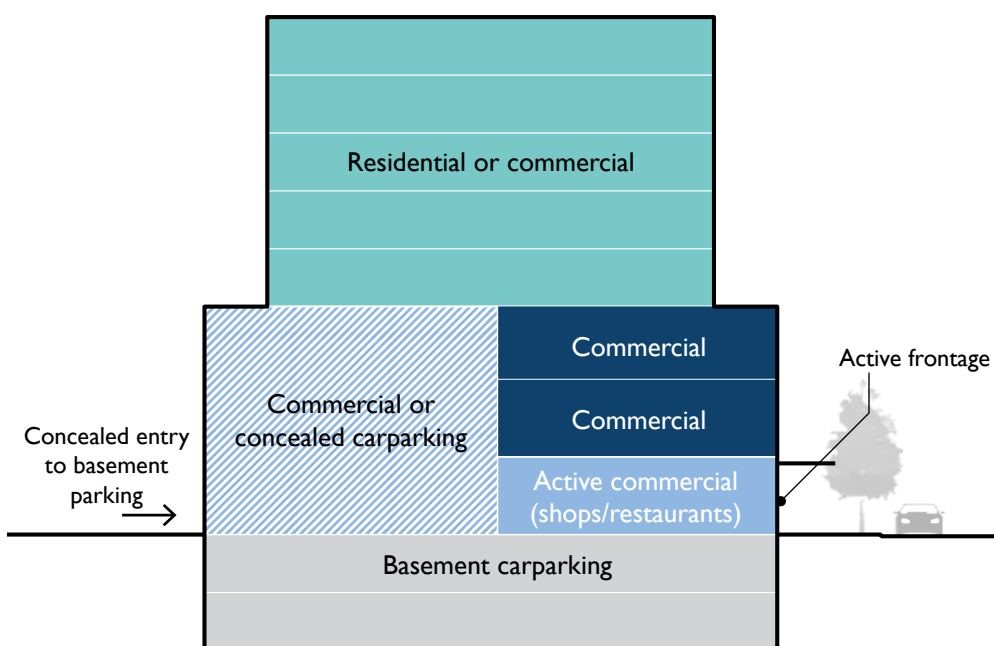 Residential or commercial
Commercial
Active frontage
Commercial or
concealed carparking
Commercial
Concealed entry
to basement
parking
Active commercial
(shops/restaurants)
Basement carparking